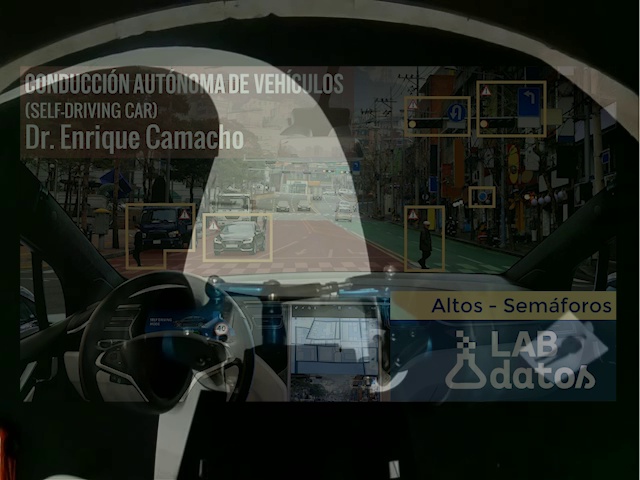 CONDUCCIÓN AUTÓNOMA DE VEHÍCULOS
(SELF-DRIVING CAR)
Dr. Enrique Camacho
Altos - Semáforos
LAB
datos